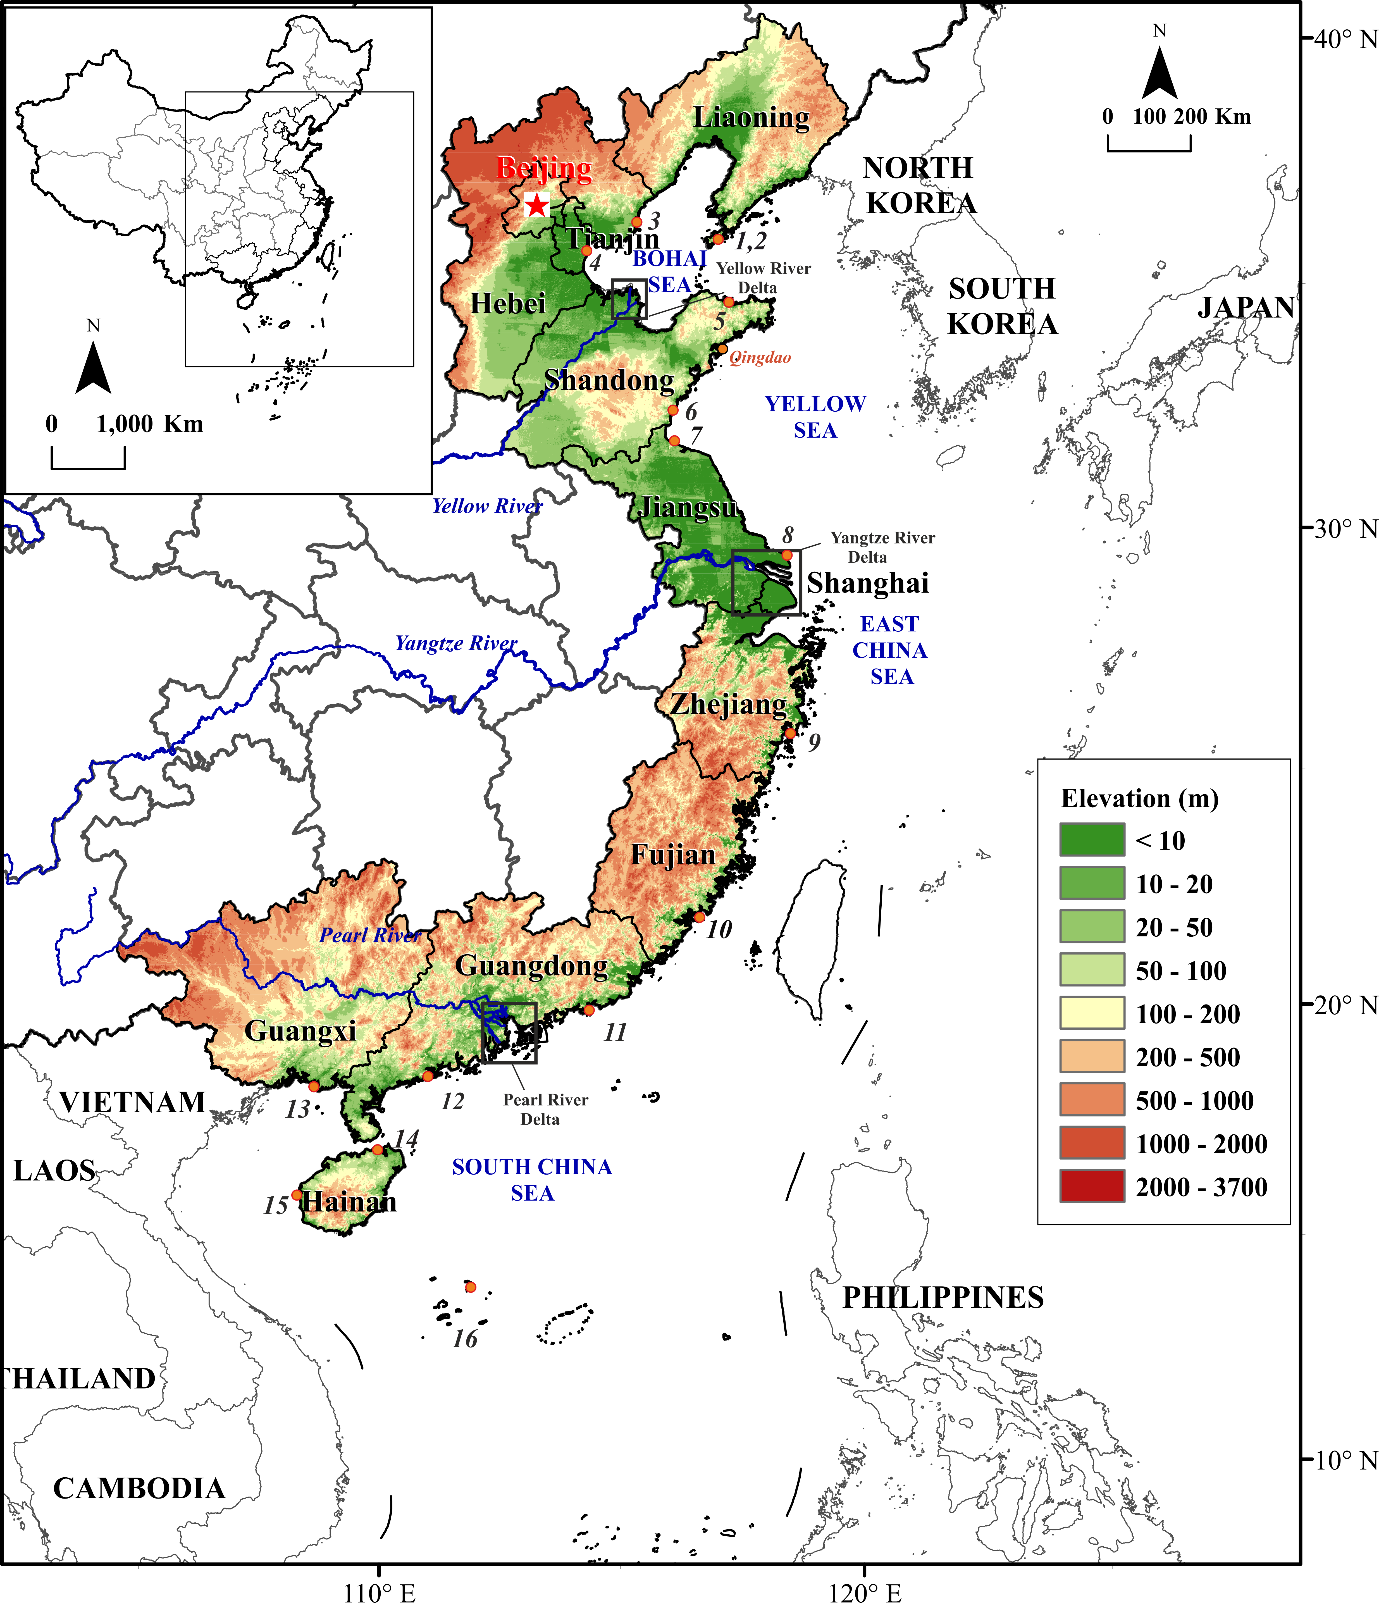 N
0 1,000 Km
N
0 100 200 Km
40° N
30° N
20° N
10° N
110° E
120° E
Liaoning
Beijing
Tianjin
Hebei
3
4
1,2
BOHAI
SEA
Yellow River
Delta
5
Qingdao
Shandong
6
7
YELLOW
SEA
NORTH
KOREA
SOUTH
KOREA
JAPAN
Yellow River
Jiangsu
8
Yangtze River
Delta
Shanghai
EAST
CHINA
SEA
Yangtze River
Zhejiang
9
Fujian
10
Pearl River
Guangdong
11
Guangxi
12
13
Pearl River
Delta
VIETNAM
LAOS
14
15
Hainan
SOUTH CHINA
SEA
16
THAILAND
CAMBODIA
PHILIPPINES
Elevation (m)
< 10
10 - 20
20 - 50
50 - 100
100 - 200
200 - 500
500 - 1000
1000 - 2000
2000 - 3700